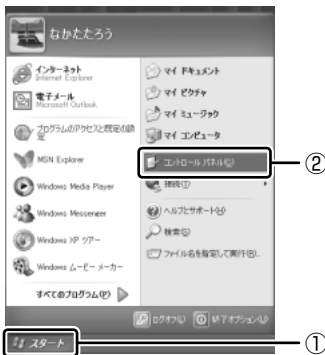 なかたたろう
インターネット
Internet Explorer
電子メール
Microsoft Outlook
プログラムのアクセスと既定の設定
MSN Explorer
Windows Media Player
Windows Messenger
Windows XP ツアー
Windows ムービー メーカー
すべてのプログラム(P)
マイ ドキュメント
マイ ピクチャ
マイ ミュージック
マイ コンピュータ
コントロール パネル(C)
②
接続(T)
ヘルプとサポート(H)
検索(S)
ファイル名を指定して実行(R)...
ログオフ(L)
終了オプション(U)
スタート
①